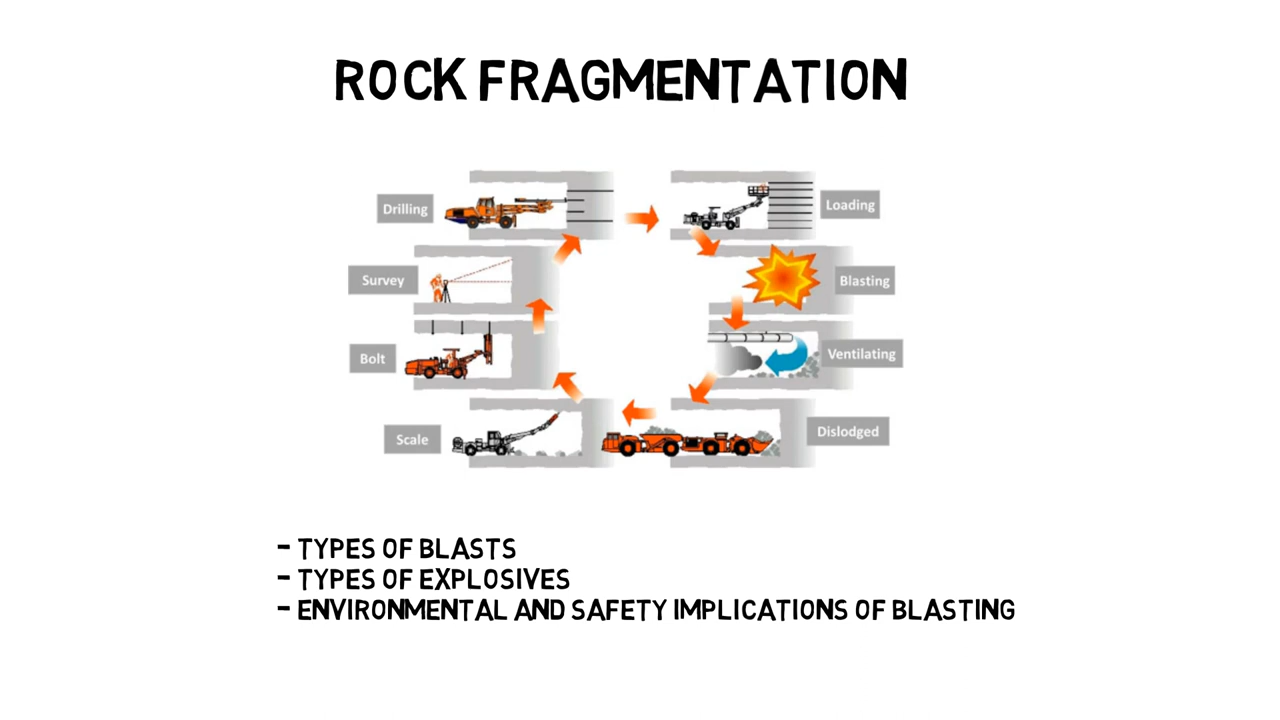 ROCK FRAGMENTATION
Drilling
Loading
Survey
Blasting
Bolt
Ventilating
Scale
Dislodged
- TYPES OF BLASTS
- TYPES OF EXPLOSIVES
- ENVIRONMENTAL AND SAFETY IMPLICATIONS OF BLASTING